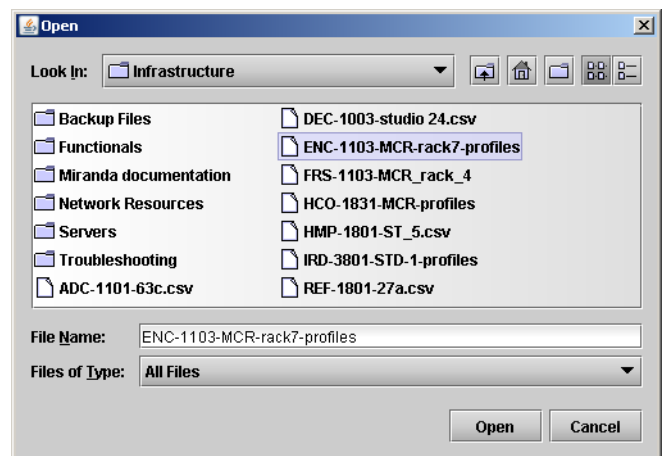 Open
Look In: Infrastructure
Backup Files
Functionals
Miranda documentation
Network Resources
Servers
Troubleshooting
ADC-1101-63c.csv
DEC-1003-studio 24.csv
ENC-1103-MCR-rack7-profiles
FRS-1103-MCR_rack_4
HCO-1831-MCR-profiles
HMP-1801-ST_5.csv
IRD-3801-STD-1-profiles
REF-1801-27a.csv
File Name: ENC-1103-MCR-rack7-profiles
Files of Type: All Files
Open Cancel